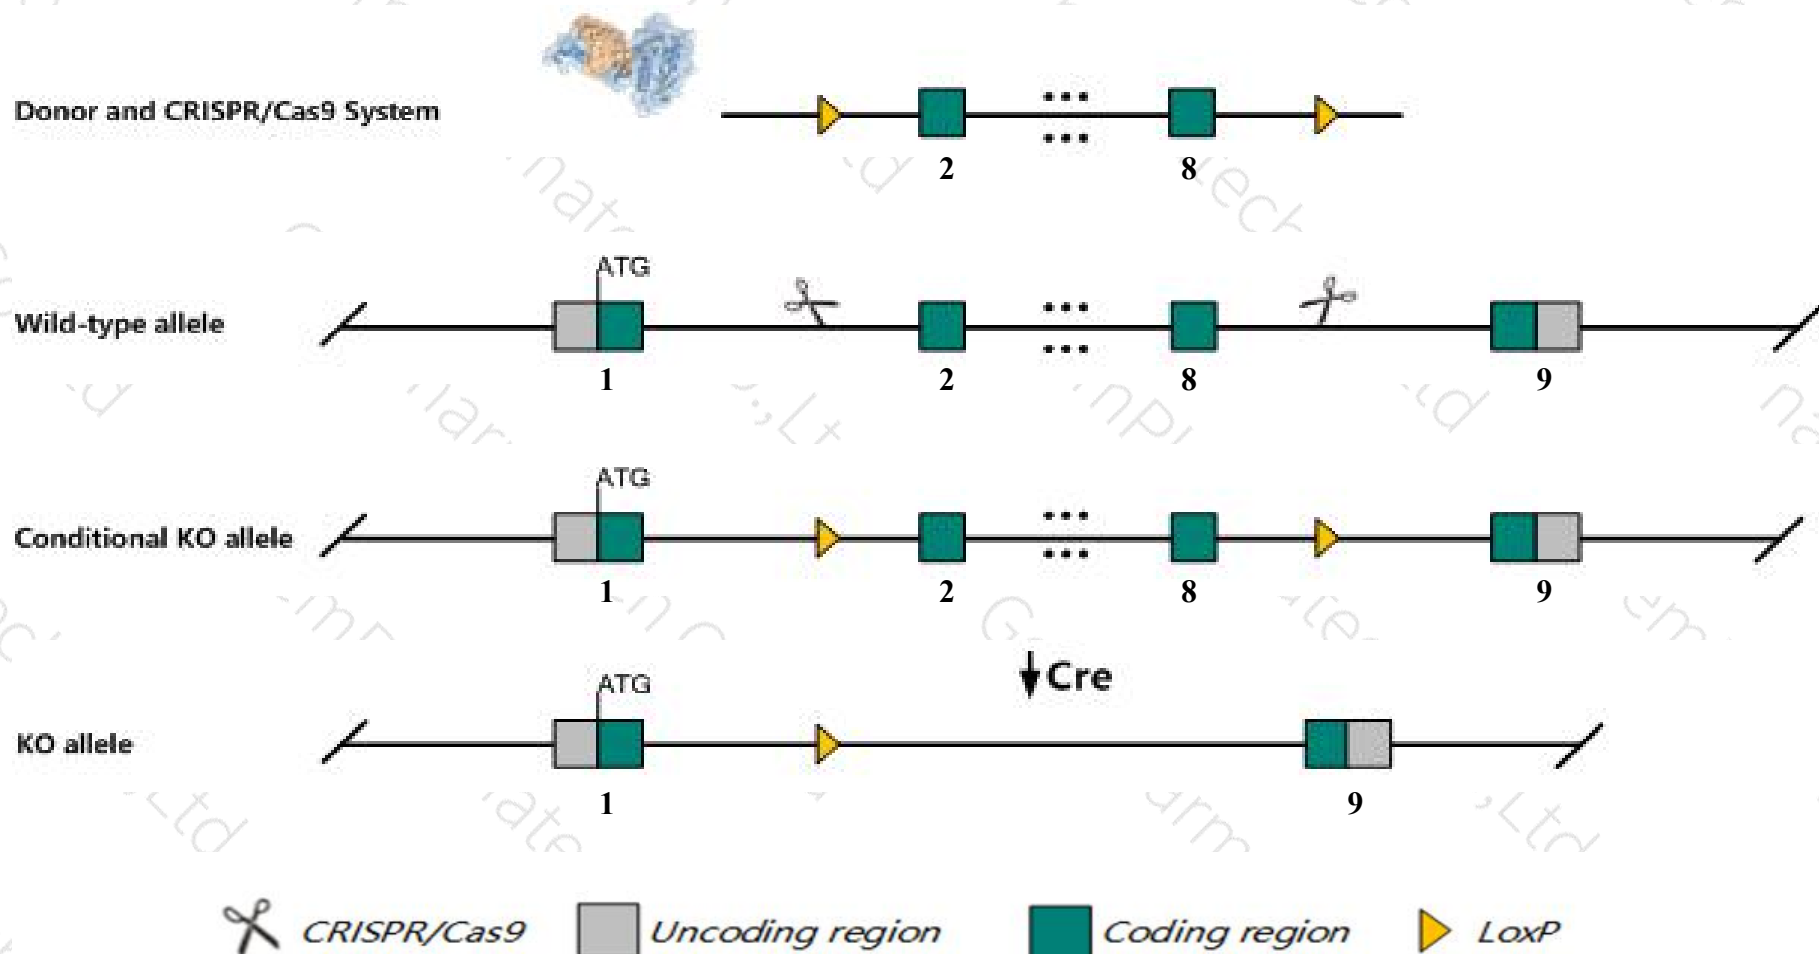 Donor and CRISPR/Cas9 System
2 8
ATG
Wild-type allele
1 2 8 9
ATG
Conditional KO allele
1 2 8 9
Cre
ATG
KO allele
1 9
CRISPR/Cas9 Uncoding region Coding region LoxP